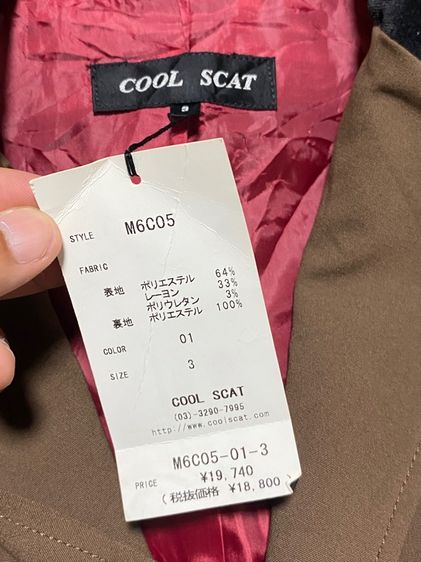 COOL SCAT
3
STYLE M6C05
FABRIC
表地 ポリエステル 64%
レーヨン 33%
ポリウレタン 3%
裏地 ポリエステル 100%
COLOR 01
SIZE 3
COOL SCAT
(03)-3290-7995
http://www.coolscat.com
M6C05-01-3
PRICE ¥19,740
(税抜価格 ¥18,800)